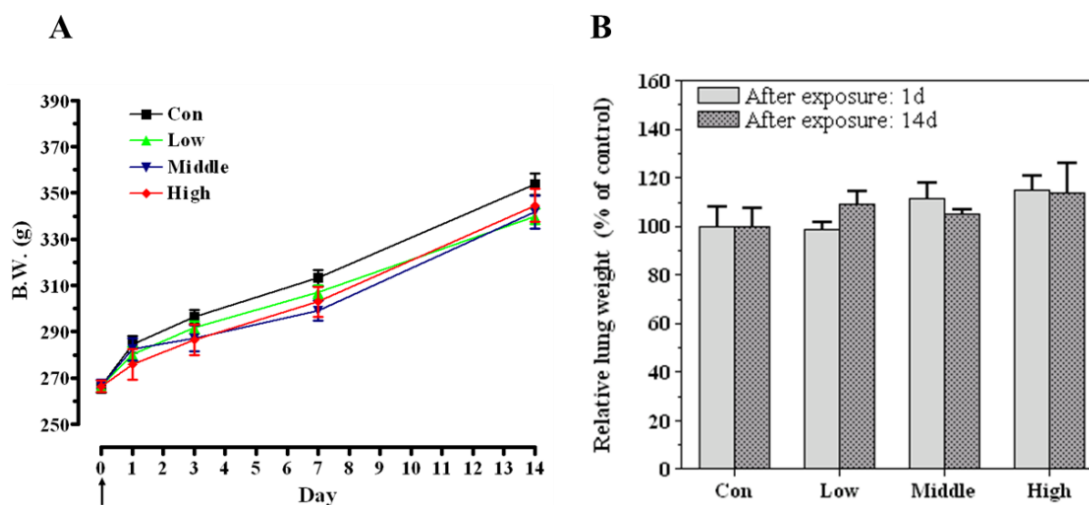 A
B.W. (g)
390
370
350
330
310
290
270
250
Con
Low
Middle
High
0 1 2 3 4 5 6 7 8 9 10 11 12 13 14
Day
B
Relative lung weight (% of control)
160
140
120
100
80
60
40
20
0
After exposure: 1d
After exposure: 14d
Con Low Middle High